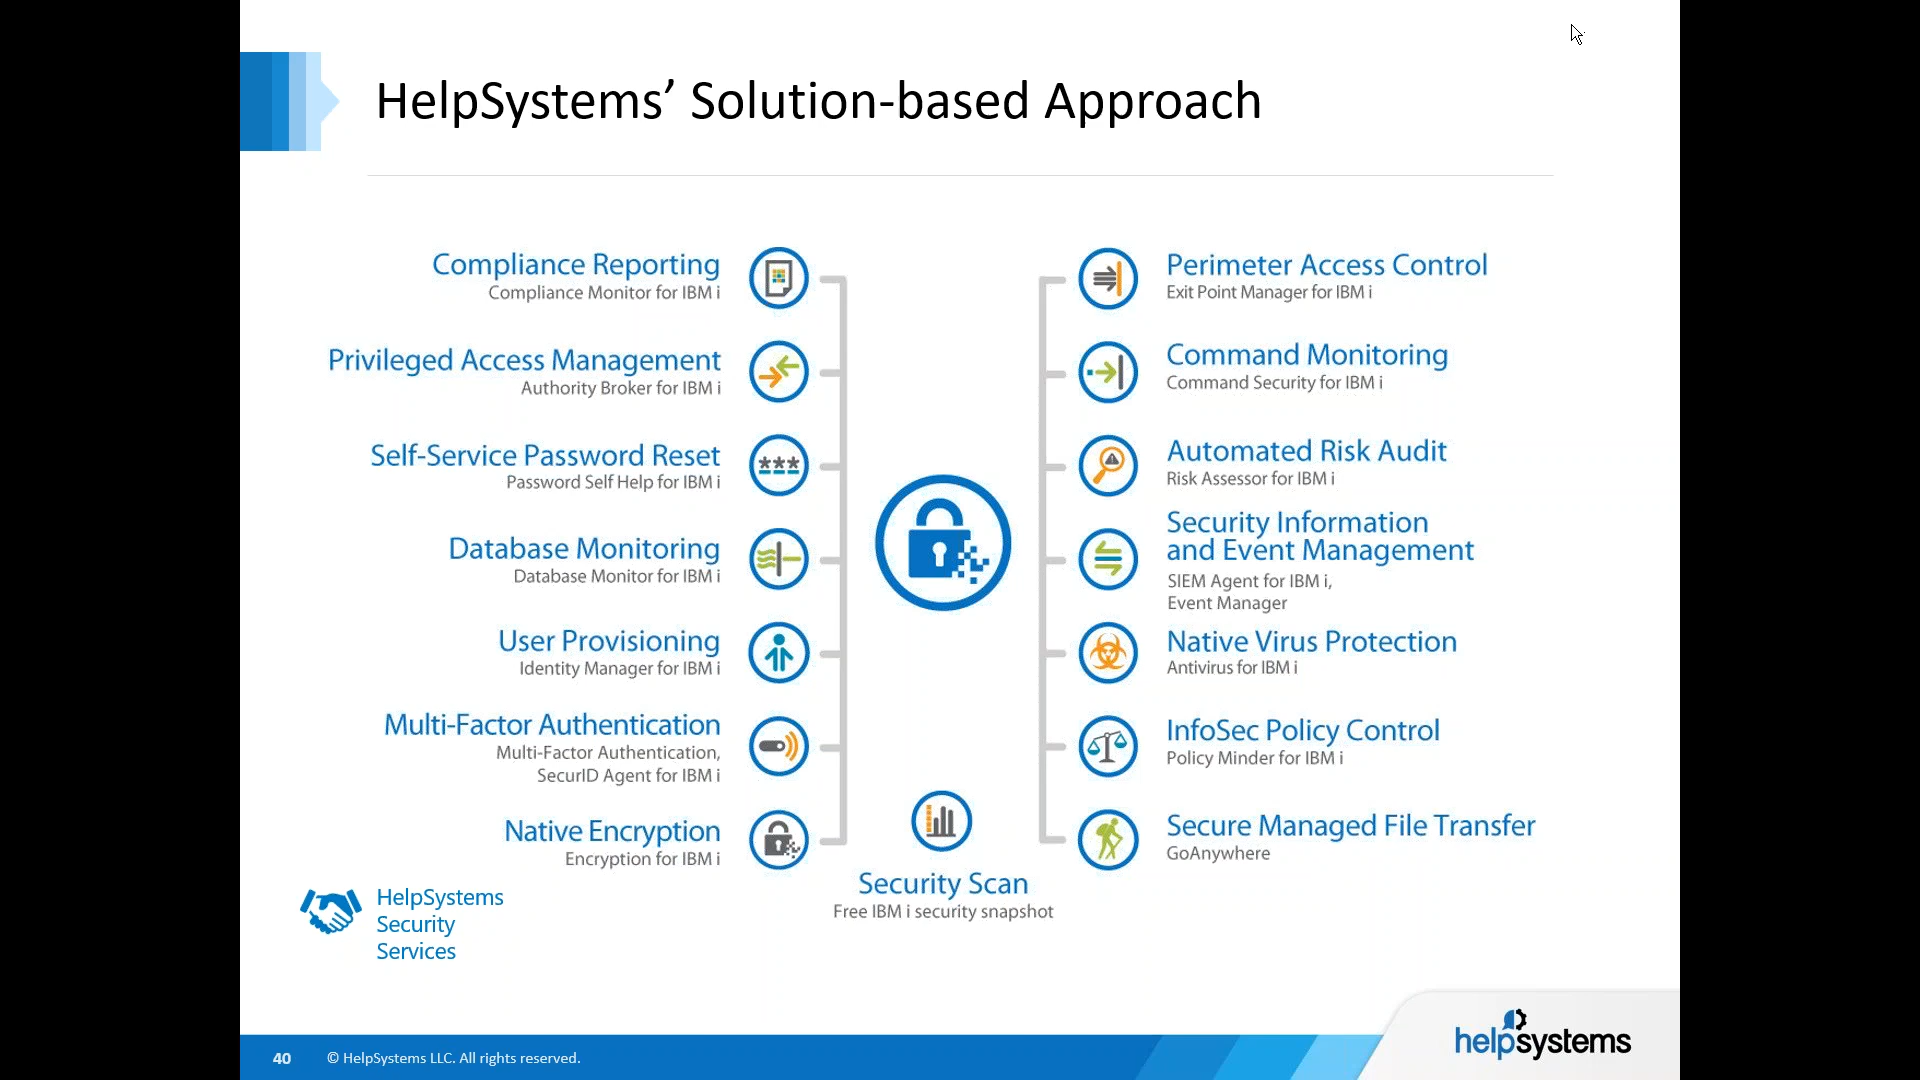 HelpSystems’ Solution-based Approach
Compliance Reporting
Compliance Monitor for IBM i
Privileged Access Management
Authority Broker for IBM i
Self-Service Password Reset
***
Password Self Help for IBM i
Database Monitoring
Database Monitor for IBM i
User Provisioning
Identity Manager for IBM i
Multi-Factor Authentication
Multi-Factor Authentication,
SecurID Agent for IBM i
Native Encryption
Encryption for IBM i
Perimeter Access Control
Exit Point Manager for IBM i
Command Monitoring
Command Security for IBM i
Automated Risk Audit
Risk Assessor for IBM i
Security Information
and Event Management
SIEM Agent for IBM i,
Event Manager
Native Virus Protection
Antivirus for IBM i
InfoSec Policy Control
Policy Minder for IBM i
Secure Managed File Transfer
GoAnywhere
Security Scan
Free IBM i security snapshot
HelpSystems
Security
Services
40
© HelpSystems LLC. All rights reserved.
helpsystems